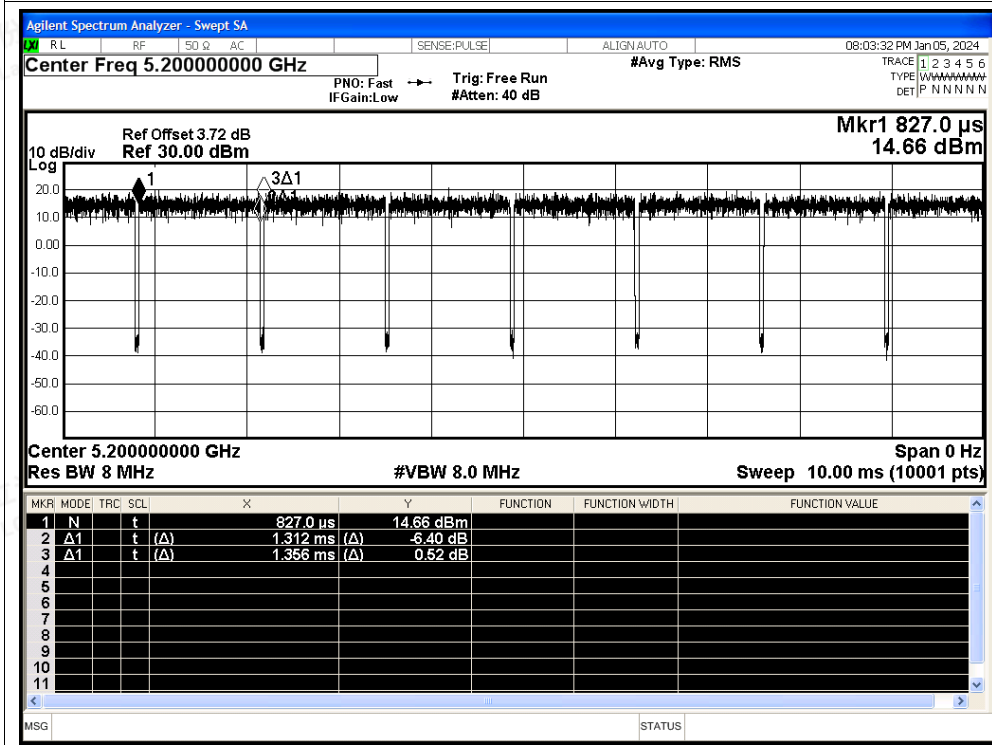 Agilent Spectrum Analyzer - Swept SA
LXI RL RF 50 Ω AC SENSE:PULSE ALIGN AUTO 08:03:32 PM Jan 05, 2024
Center Freq 5.200000000 GHz #Avg Type: RMS TRACE 1 2 3 4 5 6
PNO: Fast Trig: Free Run TYPE W
IFGain:Low #Atten: 40 dB DET P N N N N N
Mkr1 827.0 µs
Ref Offset 3.72 dB
10 dB/div Ref 30.00 dBm 14.66 dBm
Log
1 3Δ1
20.0
10.0
0.00
-10.0
-20.0
-30.0
-40.0
-50.0
-60.0
Center 5.200000000 GHz Span 0 Hz
Res BW 8 MHz #VBW 8.0 MHz Sweep 10.00 ms (10001 pts)
MKR MODE TRC SCL X Y FUNCTION FUNCTION WIDTH FUNCTION VALUE
1 N t 827.0 µs 14.66 dBm
2 Δ1 t (Δ) 1.312 ms (Δ) -6.40 dB
3 Δ1 t (Δ) 1.356 ms (Δ) 0.52 dB
4
5
6
7
8
9
10
11
MSG STATUS